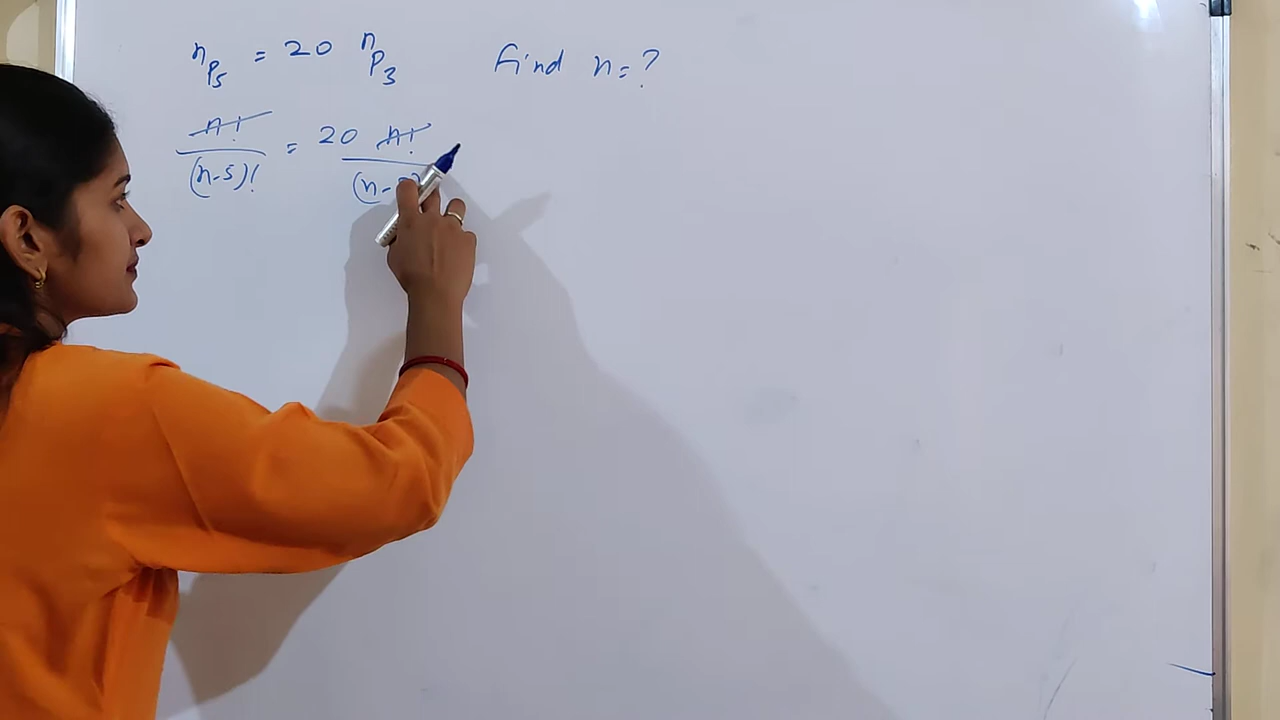 nP5 = 20 nP3 Find n=?
n! = 20 n!
(n-5)! (n-